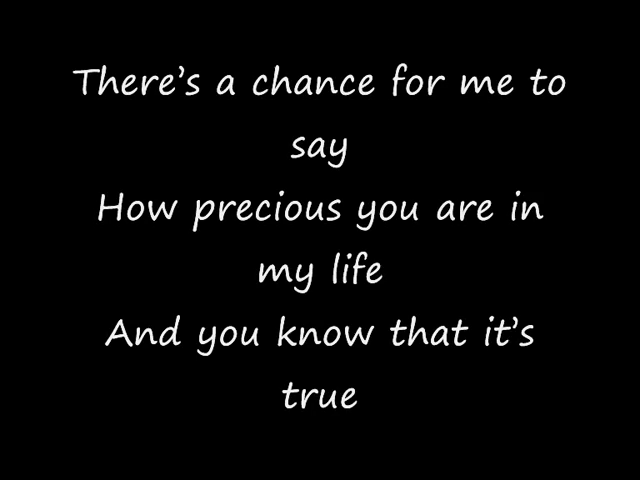 There's a chance for me to
say
How precious you are in
my life
And you know that it's
true